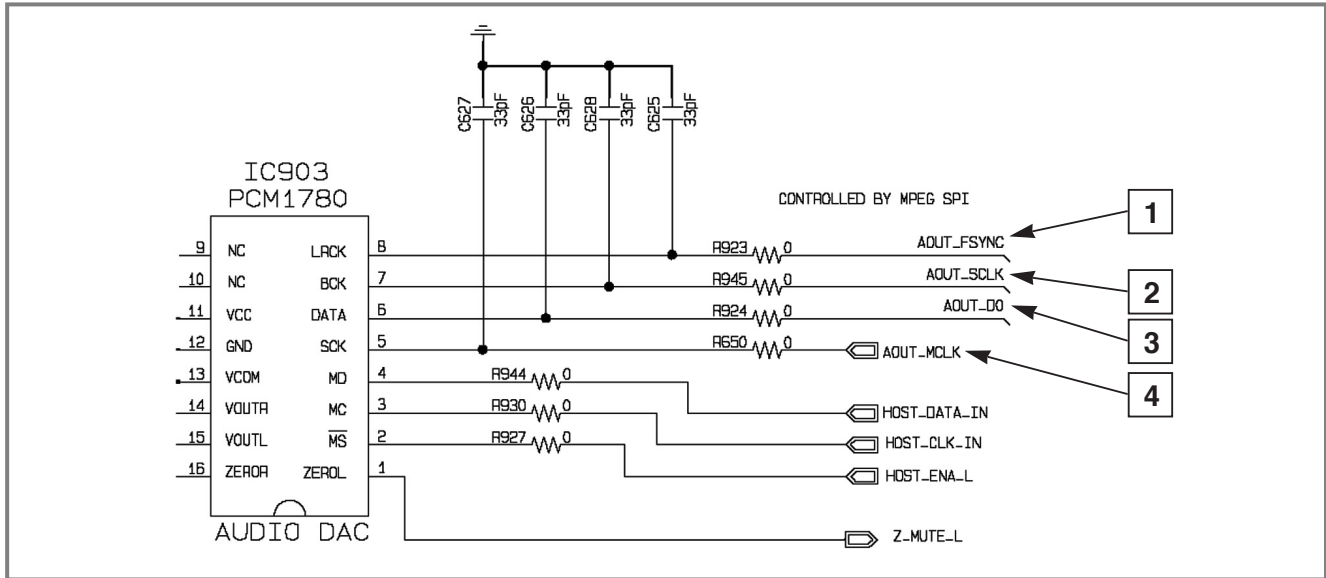 C627
33pF
C626
33pF
C628
33pF
C625
33pF
IC903
PCM1780
CONTROLLED BY MPEG SPI
1
9 NC LRCK 8 R923 0 AOUT_FSYNC
10 NC BCK 7 R945 0 AOUT_SCLK
2
11 VCC DATA 6 R924 0 AOUT_D0
3
12 GND SCK 5 R650 0 AOUT_MCLK
4
13 VCOM MD 4 R944 0
14 VOUTR MC 3 R930 0 HOST_DATA_IN
15 VOUTL MS 2 R927 0 HOST_CLK_IN
16 ZEROR ZEROL 1 HOST_ENA_L
AUDIO DAC
Z_MUTE_L